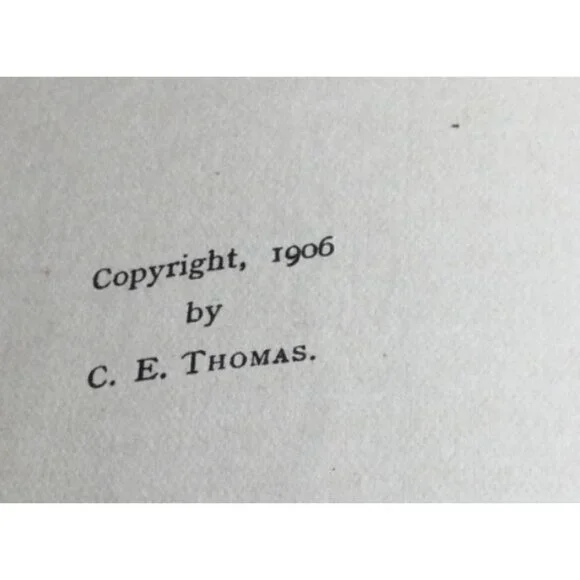 Copyright, 1906
by
C. E. THOMAS.